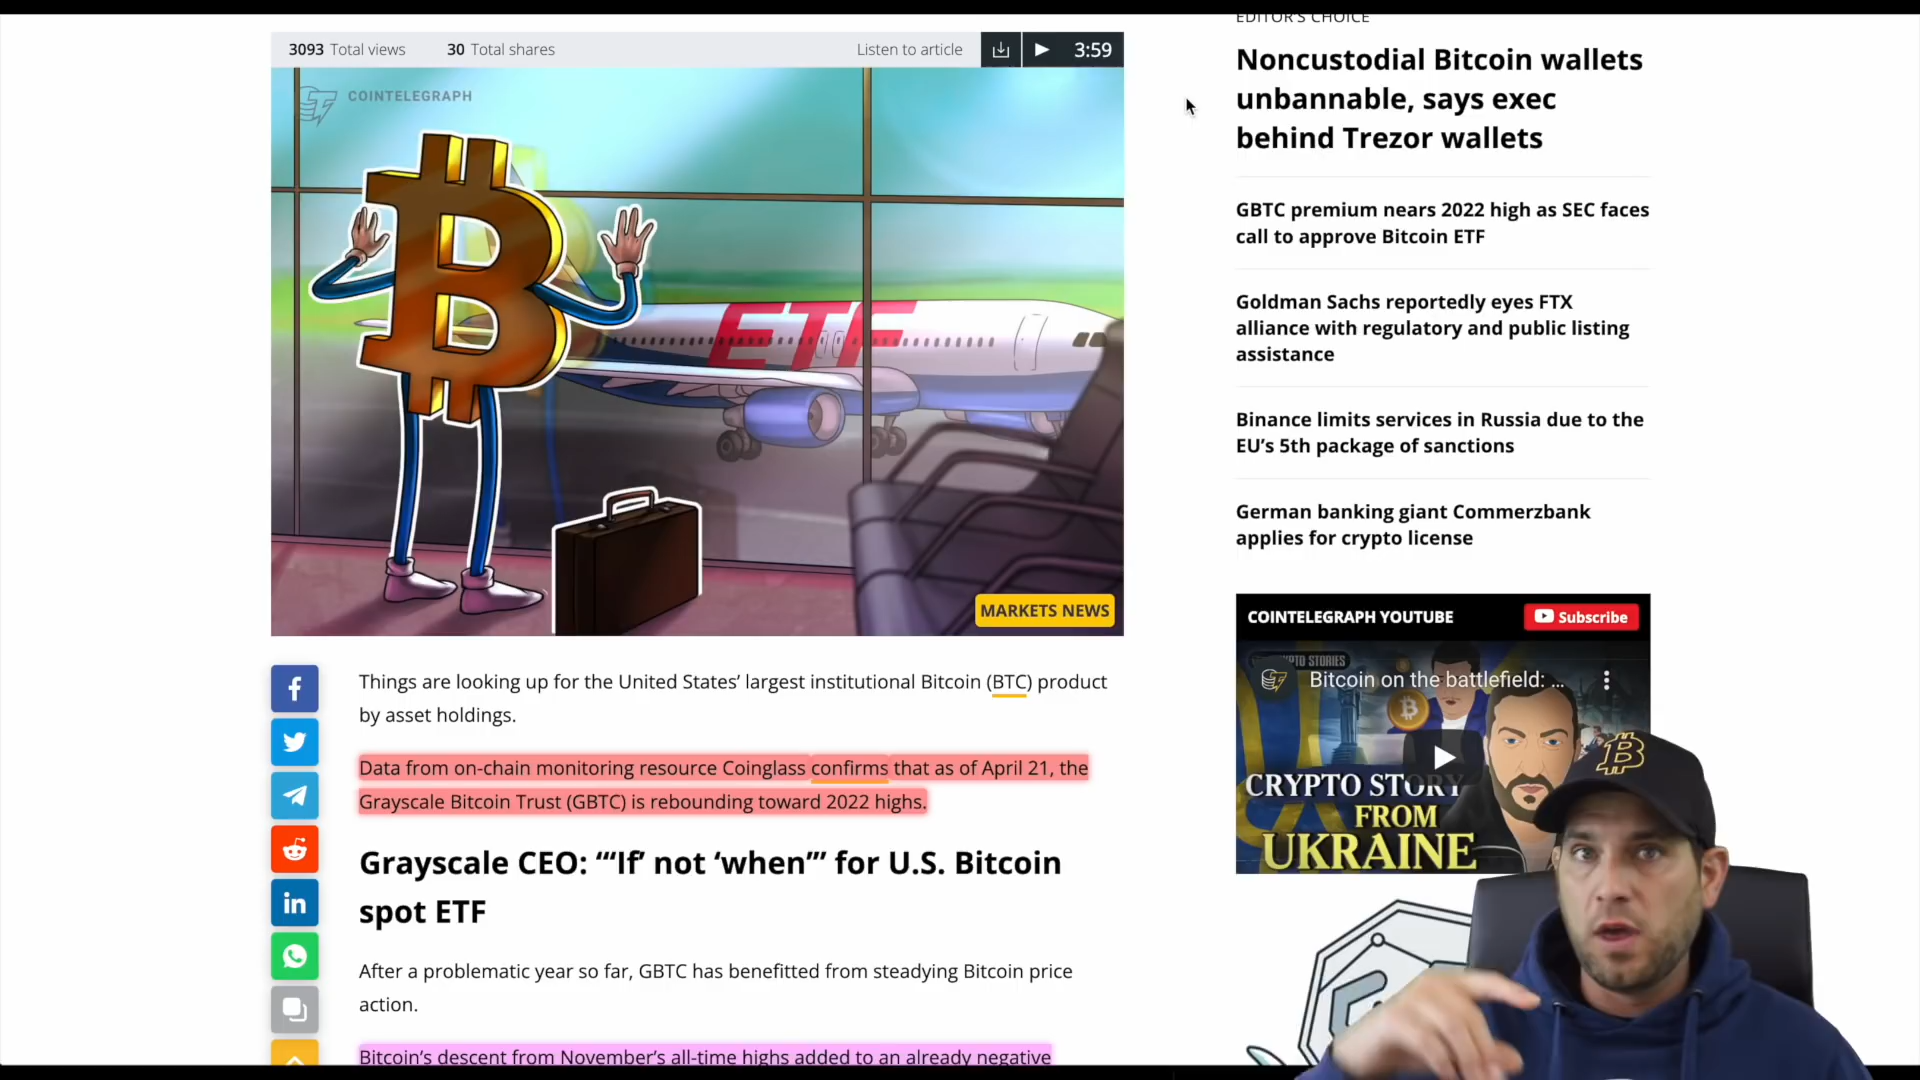 EDITOR'S CHOICE
3093 Total views 30 Total shares Listen to article 3:59
COINTELEGRAPH
ETF
MARKETS NEWS
Things are looking up for the United States’ largest institutional Bitcoin (BTC) product
by asset holdings.
Data from on-chain monitoring resource Coinglass confirms that as of April 21, the
Grayscale Bitcoin Trust (GBTC) is rebounding toward 2022 highs.
Grayscale CEO: “‘If’ not ‘when’” for U.S. Bitcoin
spot ETF
After a problematic year so far, GBTC has benefitted from steadying Bitcoin price
action.
Bitcoin’s descent from November’s all-time highs added to an already negative
Noncustodial Bitcoin wallets
unbannable, says exec
behind Trezor wallets
GBTC premium nears 2022 high as SEC faces
call to approve Bitcoin ETF
Goldman Sachs reportedly eyes FTX
alliance with regulatory and public listing
assistance
Binance limits services in Russia due to the
EU’s 5th package of sanctions
German banking giant Commerzbank
applies for crypto license
COINTELEGRAPH YOUTUBE Subscribe
CRYPTO STORIES
Bitcoin on the battlefield: ...
CRYPTO STORY
FROM
UKRAINE